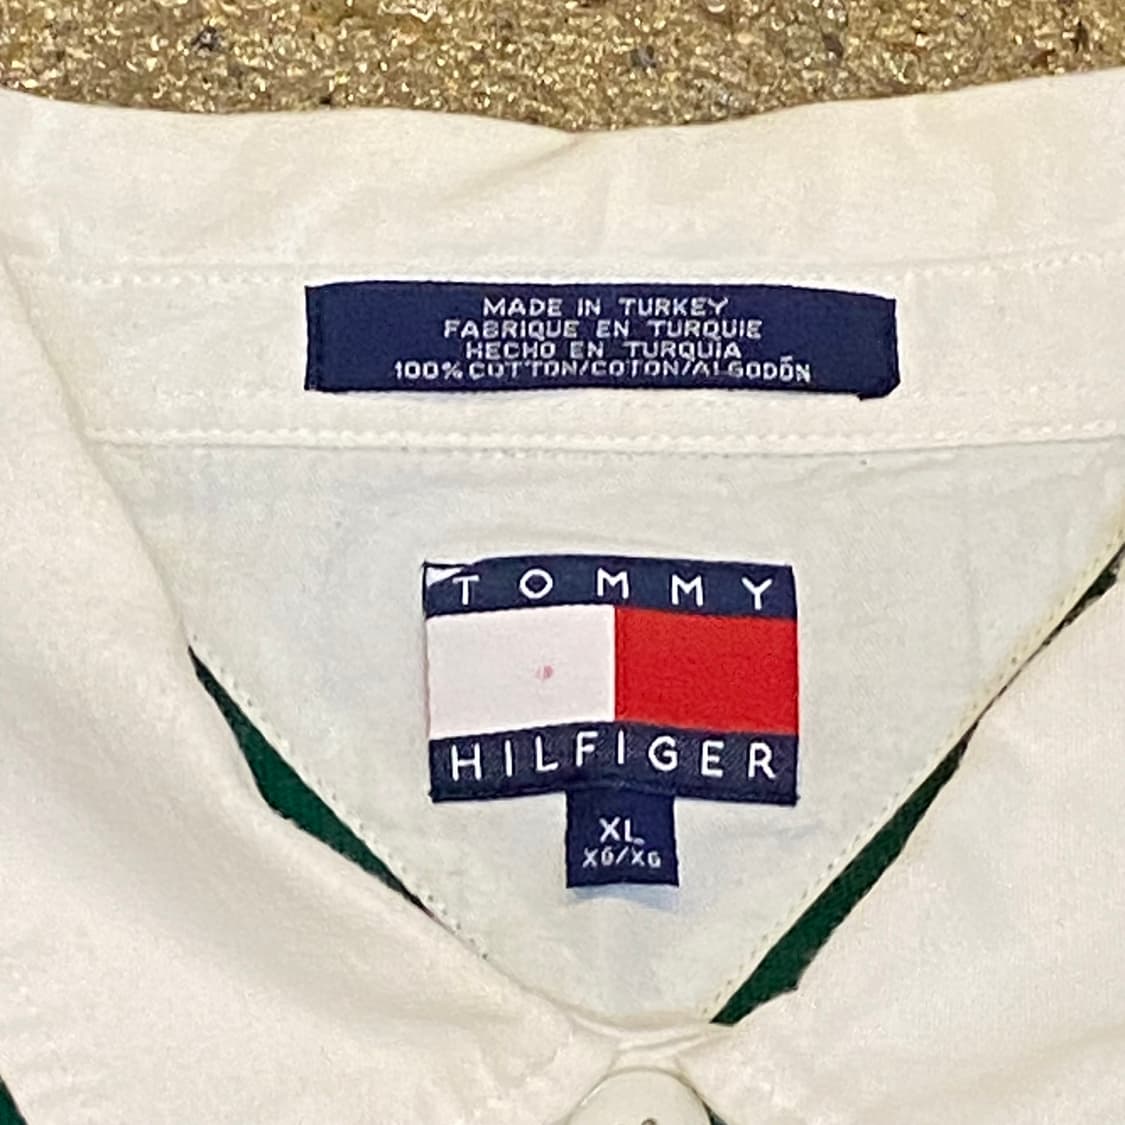 MADE IN TURKEY
FABRIQUE EN TURQUIE
HECHO EN TURQUIA
100% COTTON/COTON/ALGODÓN
TOMMY
HILFIGER
XL
XG/XG